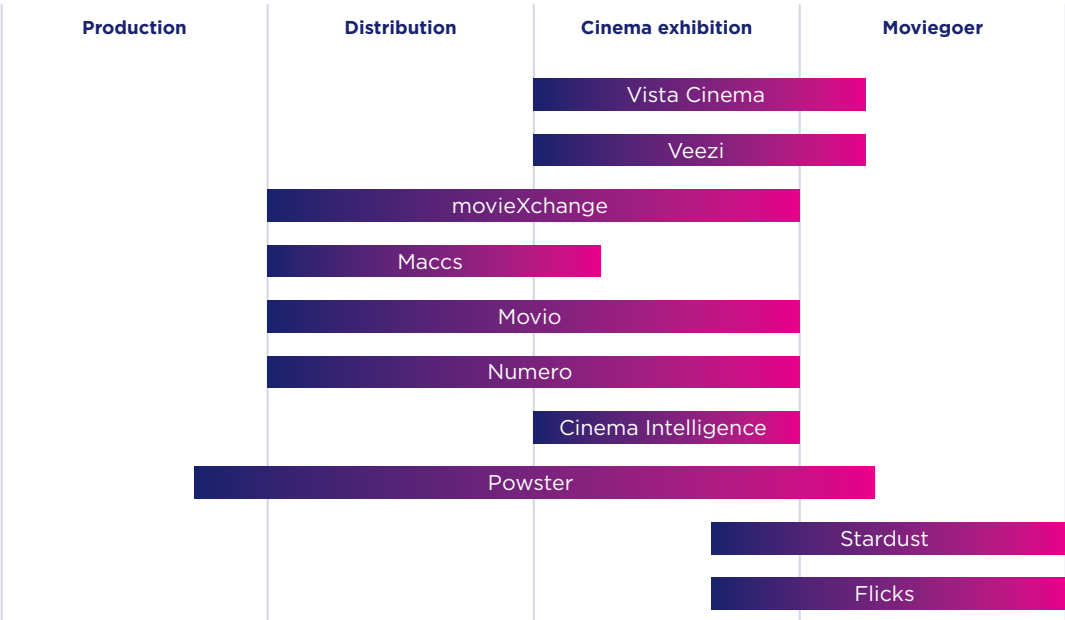 Production Distribution Cinema exhibition Moviegoer
Vista Cinema
Veezi
movieXchange
Maccs
Movio
Numero
Cinema Intelligence
Powster
Stardust
Flicks